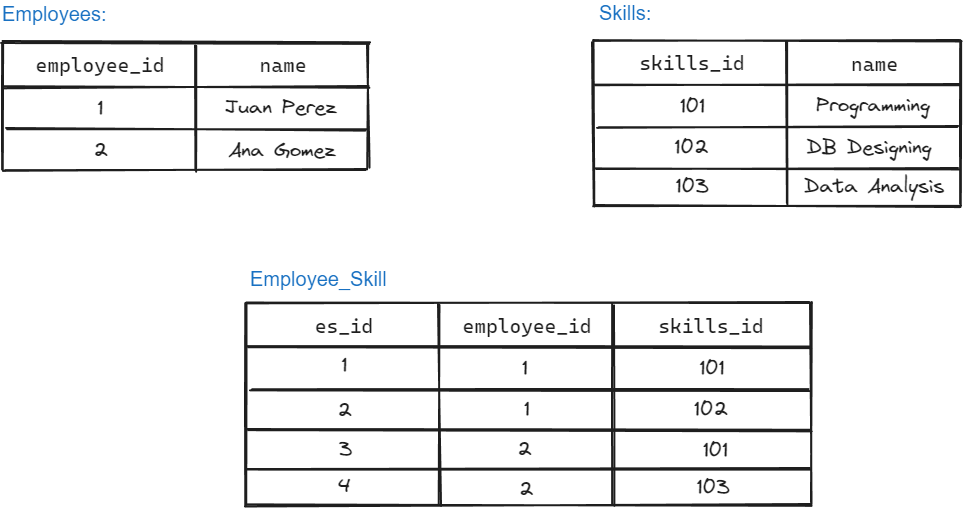 Employees:
employee_id name
1 Juan Perez
2 Ana Gomez
Skills:
skills_id name
101 Programming
102 DB Designing
103 Data Analysis
Employee_Skill
es_id employee_id skills_id
1 1 101
2 1 102
3 2 101
4 2 103